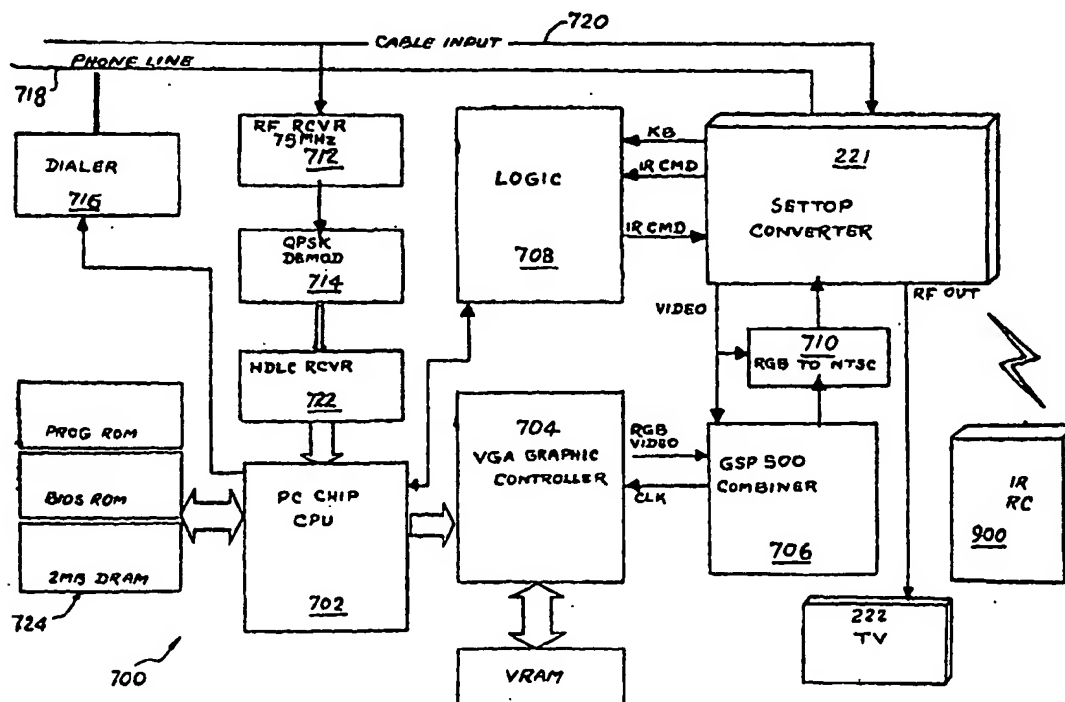 720
CABLE INPUT
PHONE LINE
718
RF RCVR
75MHz
712
DIALER
716
QPSK
DEMOD
714
HDLC RCVR
722
LOGIC
708
KB
IR CMD
IR CMD
221
SETTOP
CONVERTER
VIDEO
RF OUT
710
RGB TO NTSC
PROG ROM
BIOS ROM
2MB DRAM
724
PC CHIP
CPU
702
704
VGA GRAPHIC
CONTROLLER
RGB
VIDEO
CLK
GSP 500
COMBINER
706
IR
RC
900
222
TV
700
VRAM